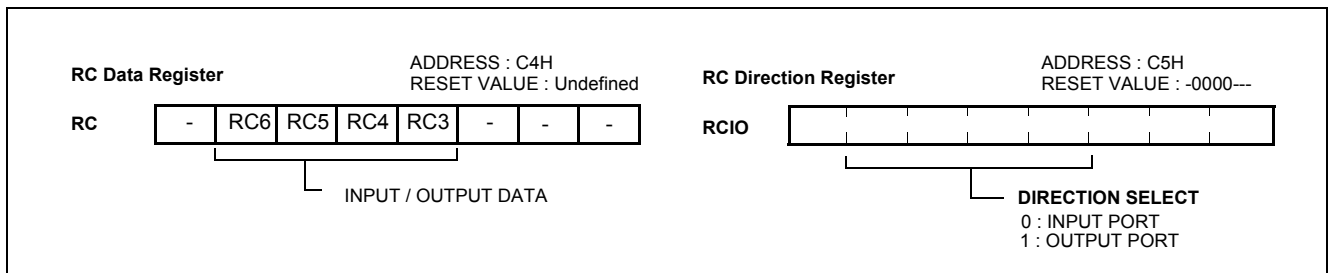 RC Data Register
ADDRESS : C4H
RESET VALUE : Undefined
RC - RC6 RC5 RC4 RC3 - - -
INPUT / OUTPUT DATA
RC Direction Register
ADDRESS : C5H
RESET VALUE : -0000---
RCIO
DIRECTION SELECT
0 : INPUT PORT
1 : OUTPUT PORT